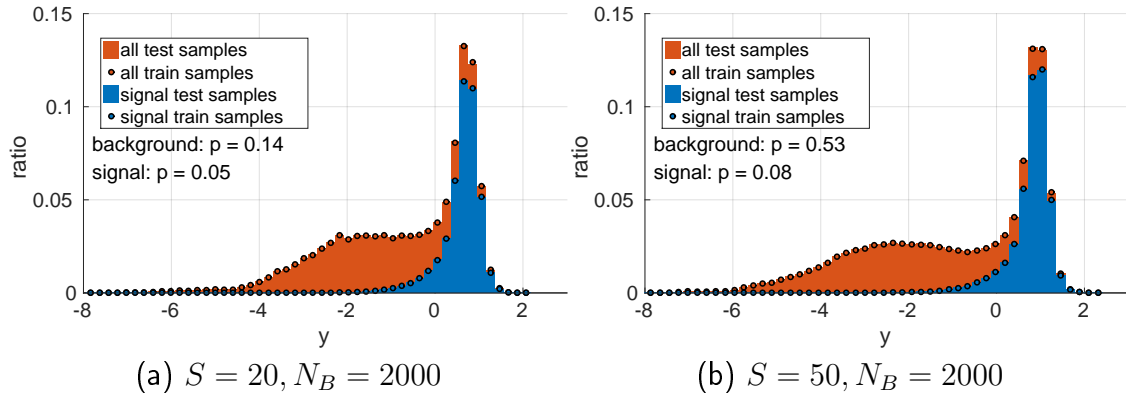 0.15
0.1
0.05
0
ratio
all test samples
all train samples
signal test samples
signal train samples
background: p = 0.14
signal: p = 0.05
-8 -6 -4 -2 0 2
y
(a) S = 20, N_B = 2000
0.15
0.1
0.05
0
ratio
all test samples
all train samples
signal test samples
signal train samples
background: p = 0.53
signal: p = 0.08
-8 -6 -4 -2 0 2
y
(b) S = 50, N_B = 2000